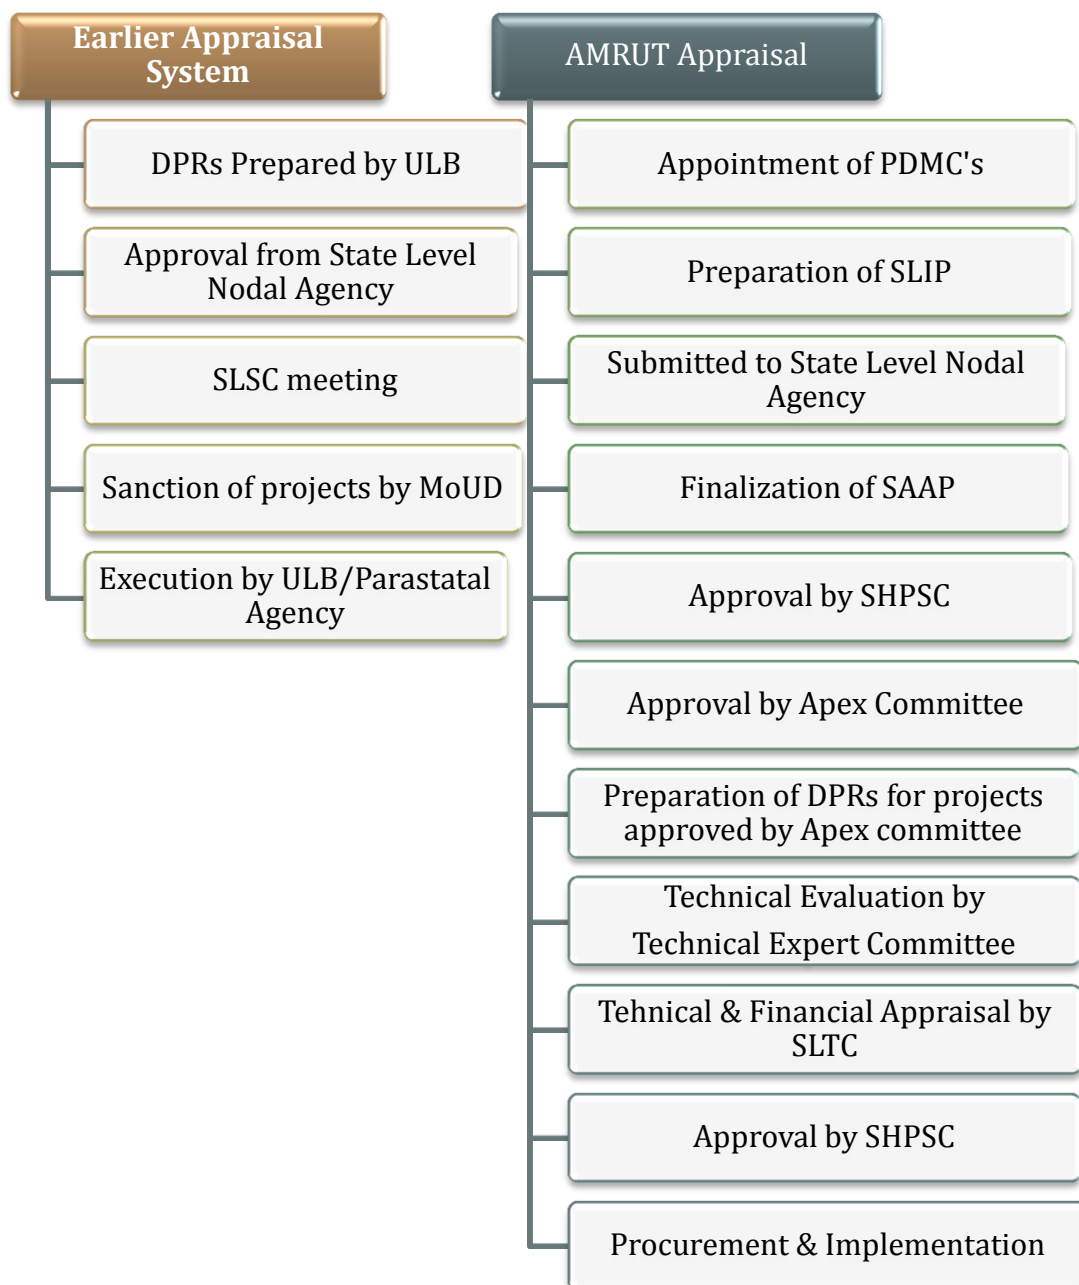 Earlier Appraisal
System
DPRs Prepared by ULB
Approval from State Level
Nodal Agency
SLSC meeting
Sanction of projects by MoUD
Execution by ULB/Parastatal
Agency
AMRUT Appraisal
Appointment of PDMC's
Preparation of SLIP
Submitted to State Level Nodal
Agency
Finalization of SAAP
Approval by SHPSC
Approval by Apex Committee
Preparation of DPRs for projects
approved by Apex committee
Technical Evaluation by
Technical Expert Committee
Tehnical & Financial Appraisal by
SLTC
Approval by SHPSC
Procurement & Implementation